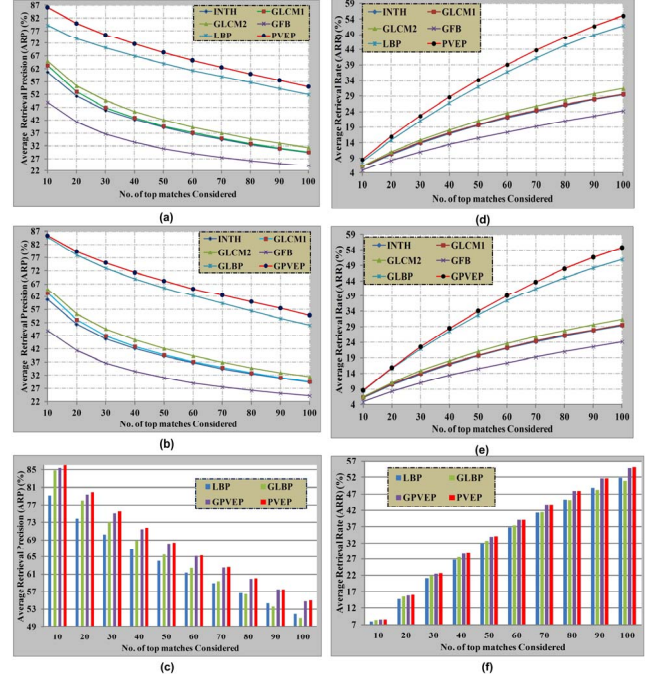 87
82
77
72
67
62
57
52
47
42
37
32
27
22
Average Retrieval Precision (ARP) (%)
INTH GLCM1
GLCM2 GFB
LBP PVEP
10 20 30 40 50 60 70 80 90 100
No. of top matches Considered
(a)
59
54
49
44
39
34
29
24
19
14
9
4
Average Retrieval Rate (ARR) (%)
INTH GLCM1
GLCM2 GFB
LBP PVEP
10 20 30 40 50 60 70 80 90 100
No. of top matches Considered
(d)
87
82
77
72
67
62
57
52
47
42
37
32
27
22
Average Retrieval Precision (ARP) (%)
INTH GLCM1
GLCM2 GFB
GLBP GPVEP
10 20 30 40 50 60 70 80 90 100
No. of top matches Considered
(b)
59
54
49
44
39
34
29
24
19
14
9
4
Average Retrieval Rate(ARR) (%)
INTH GLCM1
GLCM2 GFB
GLBP GPVEP
10 20 30 40 50 60 70 80 90 100
No. of top matches Considered
(e)
85
81
77
73
69
65
61
57
53
49
Average Retrieval Precision (ARP) (%)
LBP GLBP
GPVEP PVEP
10 20 30 40 50 60 70 80 90 100
No. of top matches Considered
(c)
57
52
47
42
37
32
27
22
17
12
7
Average Retrieval Rate (ARR) (%)
LBP GLBP
GPVEP PVEP
10 20 30 40 50 60 70 80 90 100
No. of top matches Considered
(f)